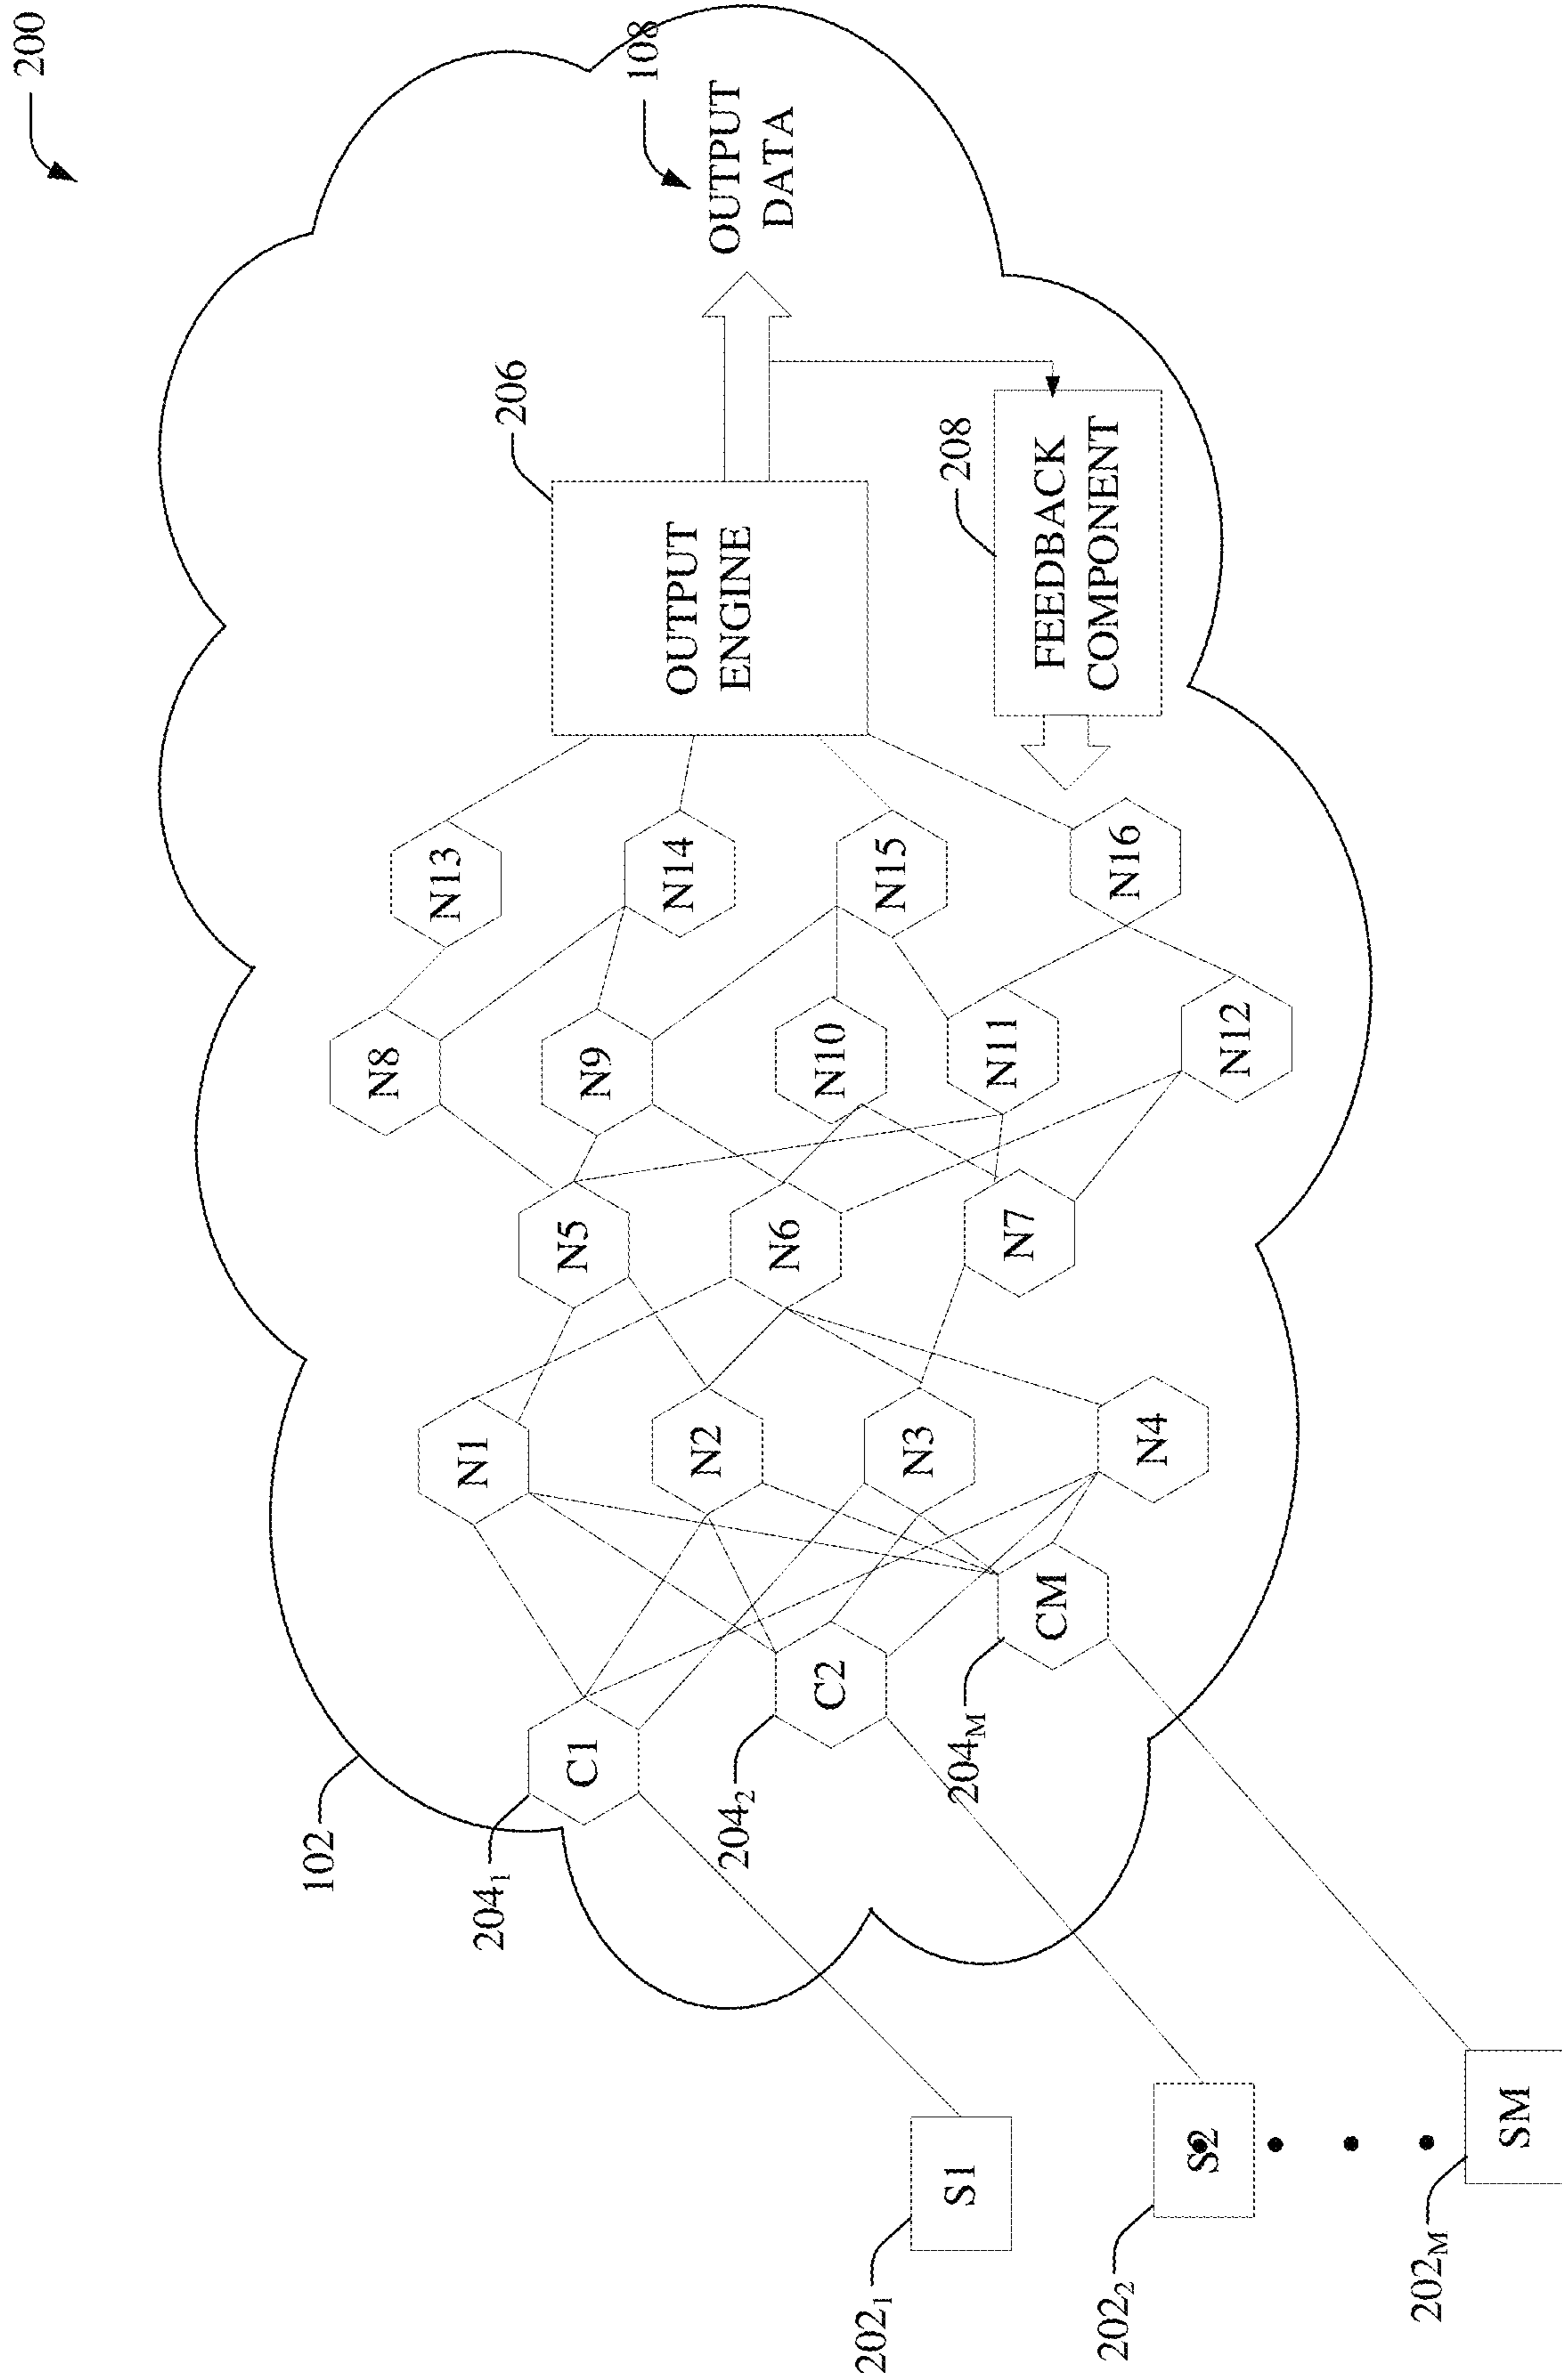 200
102
108
OUTPUT
DATA
206
OUTPUT
ENGINE
208
FEEDBACK
COMPONENT
N13
N14
N15
N16
N8
N9
N10
N11
N12
N5
N6
N7
N1
N2
N3
N4
C1
C2
CM
204₁
204₂
204M
S1
S2
SM
202₁
202₂
202M